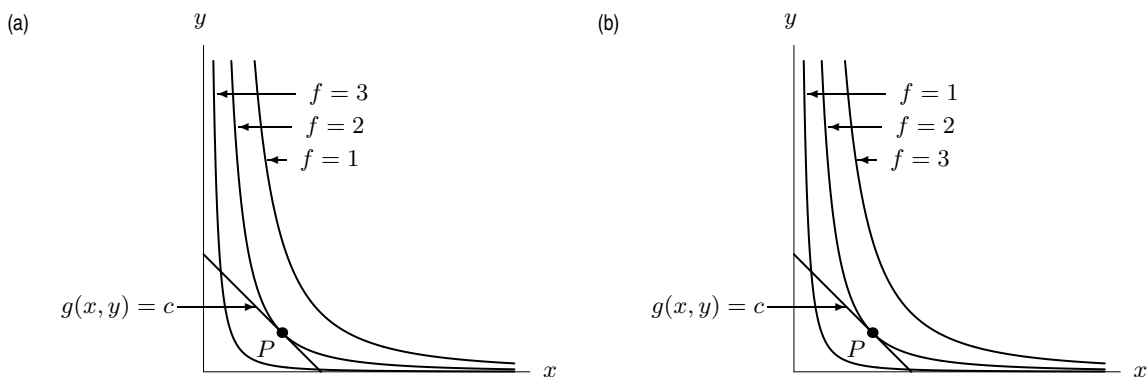 (a)
y
f = 3
f = 2
f = 1
g(x, y) = c
P
x
(b)
y
f = 1
f = 2
f = 3
g(x, y) = c
P
x